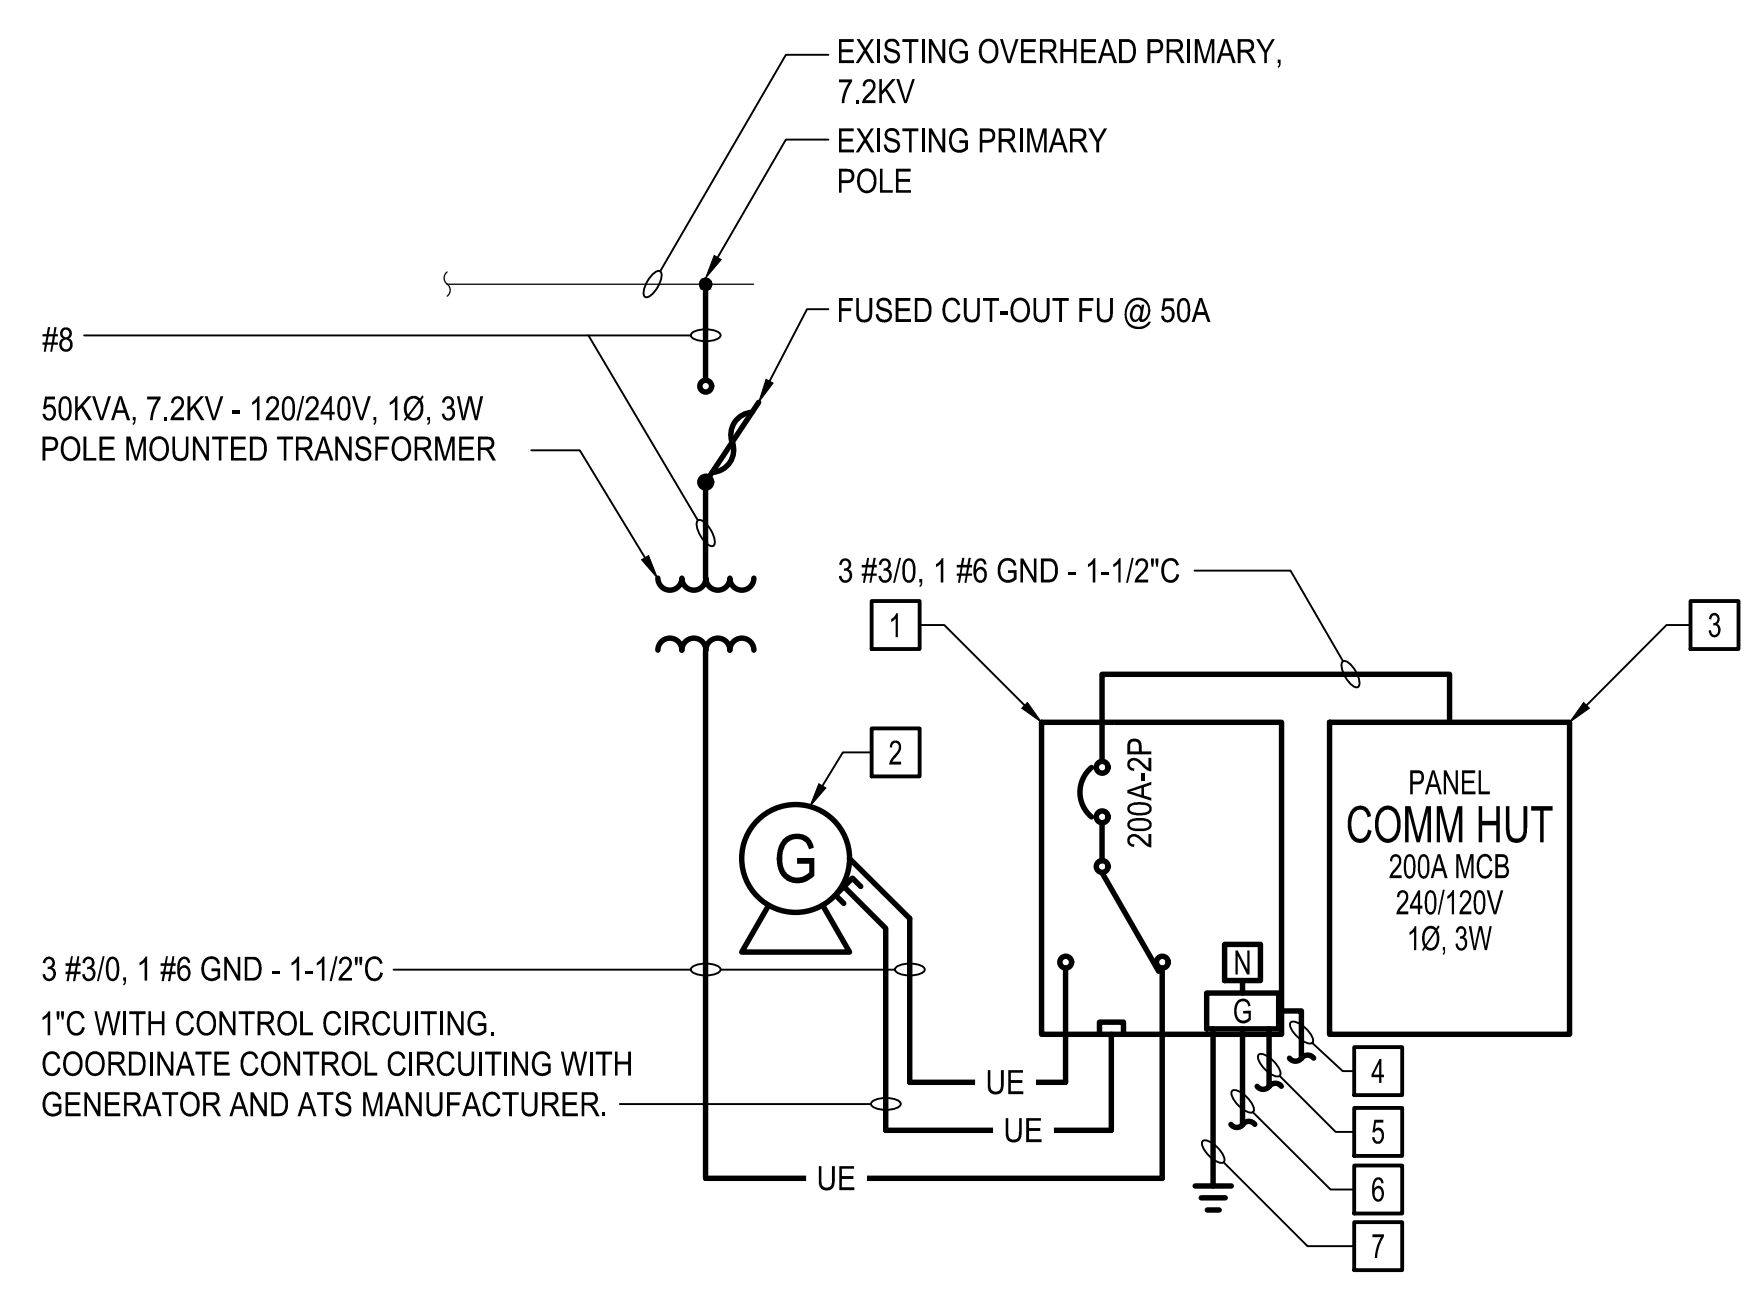 EXISTING OVERHEAD PRIMARY,
7.2KV
EXISTING PRIMARY
POLE
FUSED CUT-OUT FU @ 50A
#8
50KVA, 7.2KV - 120/240V, 1Ø, 3W
POLE MOUNTED TRANSFORMER
3 #3/0, 1 #6 GND - 1-1/2"C
1
3
2
200A-2P
PANEL
COMM HUT
200A MCB
240/120V
1Ø, 3W
G
N
G
3 #3/0, 1 #6 GND - 1-1/2"C
1"C WITH CONTROL CIRCUITING.
COORDINATE CONTROL CIRCUITING WITH
GENERATOR AND ATS MANUFACTURER.
UE
UE
UE
4
5
6
7